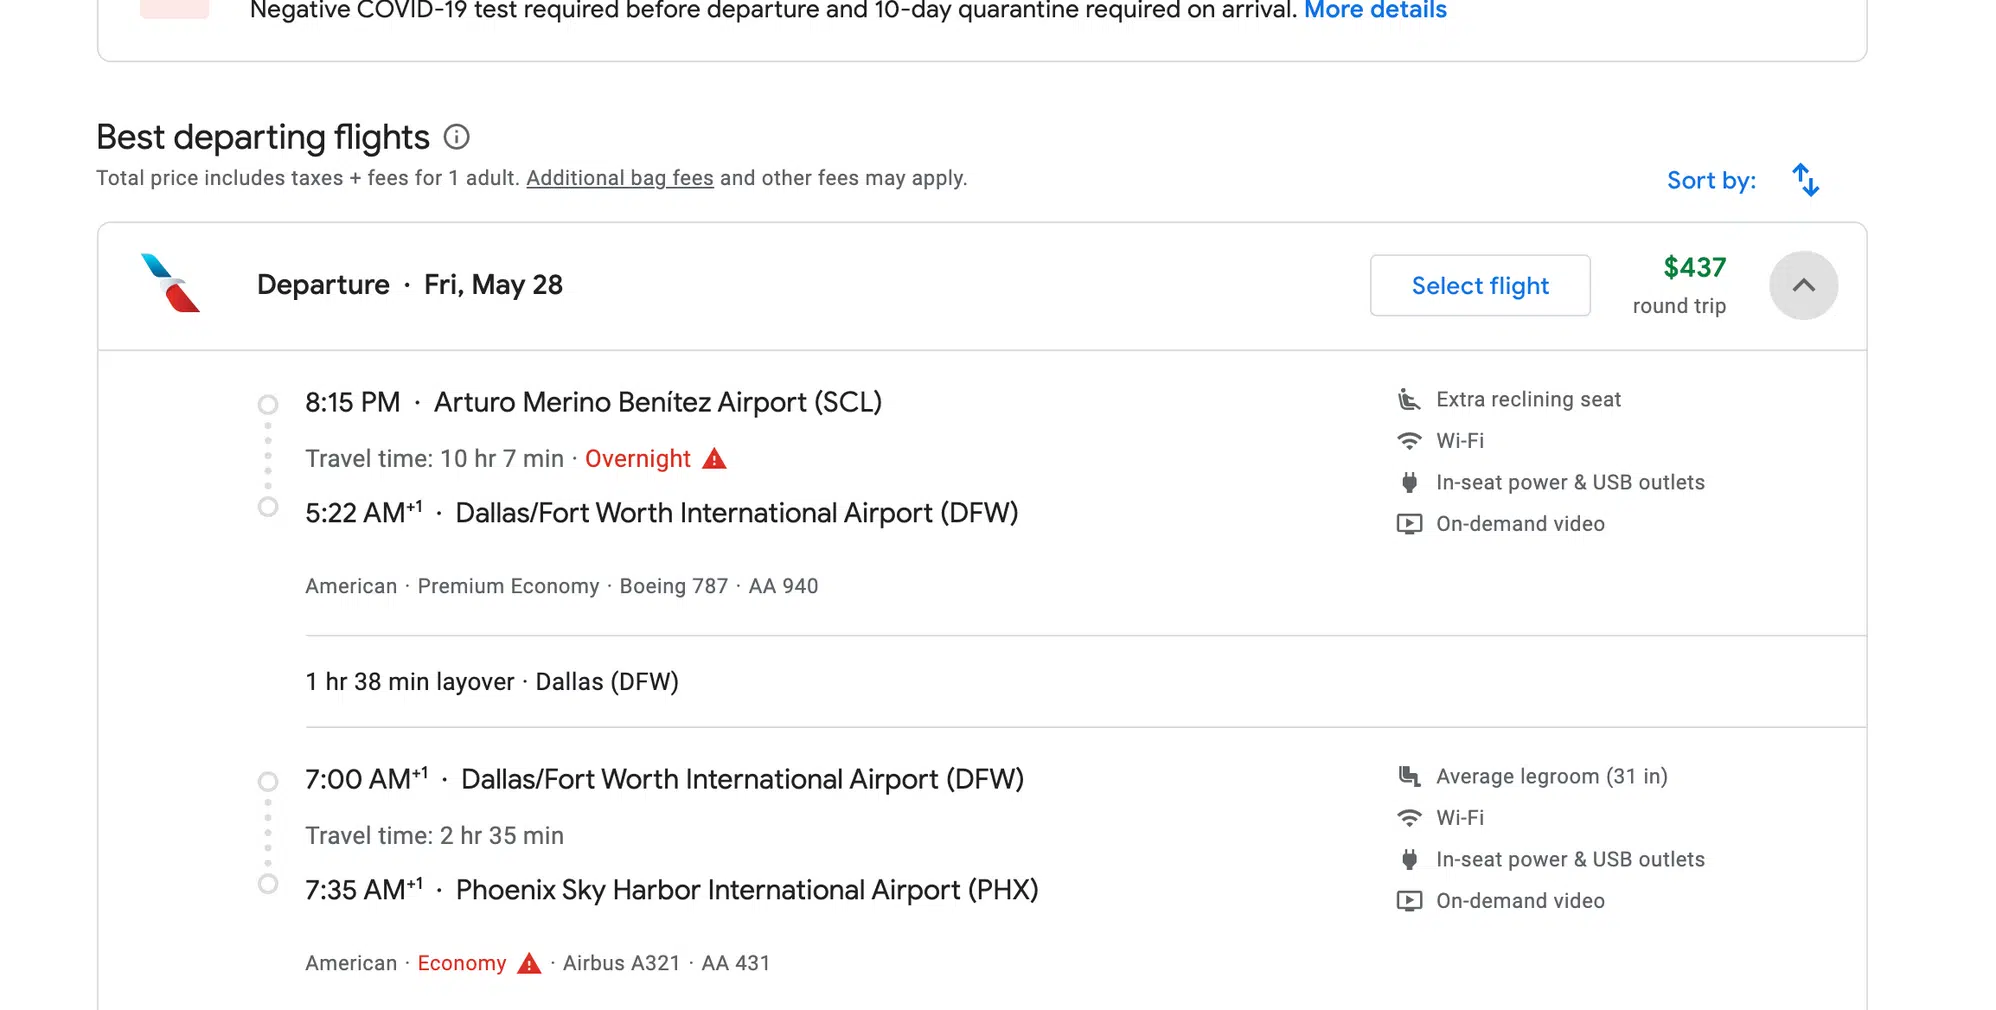 Negative COVID-19 test required before departure and 10-day quarantine required on arrival. More details
Best departing flights
Total price includes taxes + fees for 1 adult. Additional bag fees and other fees may apply.
Sort by:
Departure · Fri, May 28
Select flight
$437
round trip
8:15 PM · Arturo Merino Benítez Airport (SCL)
Travel time: 10 hr 7 min · Overnight
5:22 AM+1 · Dallas/Fort Worth International Airport (DFW)
American · Premium Economy · Boeing 787 · AA 940
Extra reclining seat
Wi-Fi
In-seat power & USB outlets
On-demand video
1 hr 38 min layover · Dallas (DFW)
7:00 AM+1 · Dallas/Fort Worth International Airport (DFW)
Travel time: 2 hr 35 min
7:35 AM+1 · Phoenix Sky Harbor International Airport (PHX)
American · Economy · Airbus A321 · AA 431
Average legroom (31 in)
Wi-Fi
In-seat power & USB outlets
On-demand video